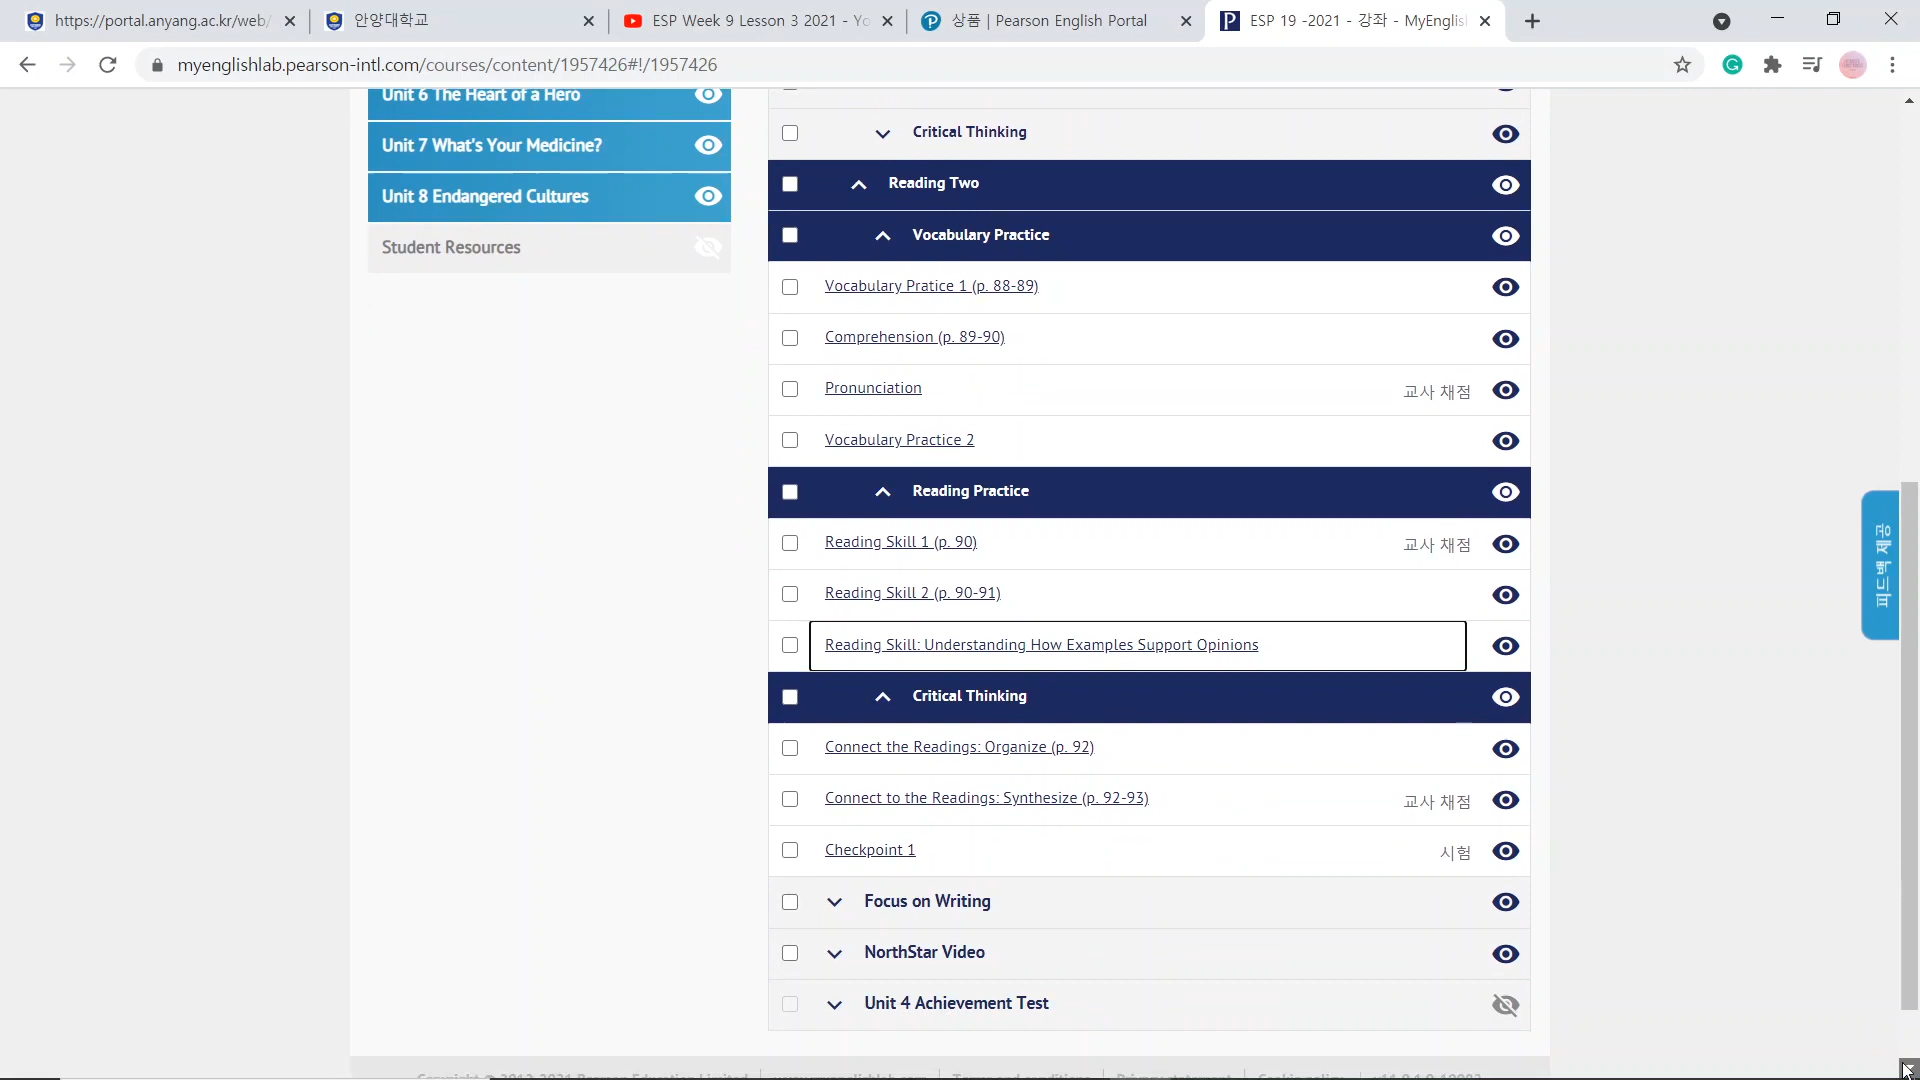 https://portal.anyang.ac.kr/web/
안양대학교
ESP Week 9 Lesson 3 2021 - Yo
상품 | Pearson English Portal
ESP 19 -2021 - 강좌 - MyEnglis
myenglishlab.pearson-intl.com/courses/content/1957426#!/1957426
Unit 6 The Heart of a Hero
Unit 7 What's Your Medicine?
Unit 8 Endangered Cultures
Student Resources
Critical Thinking
Reading Two
Vocabulary Practice
Vocabulary Pratice 1 (p. 88-89)
Comprehension (p. 89-90)
Pronunciation 교사 채점
Vocabulary Practice 2
Reading Practice
Reading Skill 1 (p. 90) 교사 채점
Reading Skill 2 (p. 90-91)
Reading Skill: Understanding How Examples Support Opinions
Critical Thinking
Connect the Readings: Organize (p. 92)
Connect to the Readings: Synthesize (p. 92-93) 교사 채점
Checkpoint 1 시험
Focus on Writing
NorthStar Video
Unit 4 Achievement Test
피드백 제공